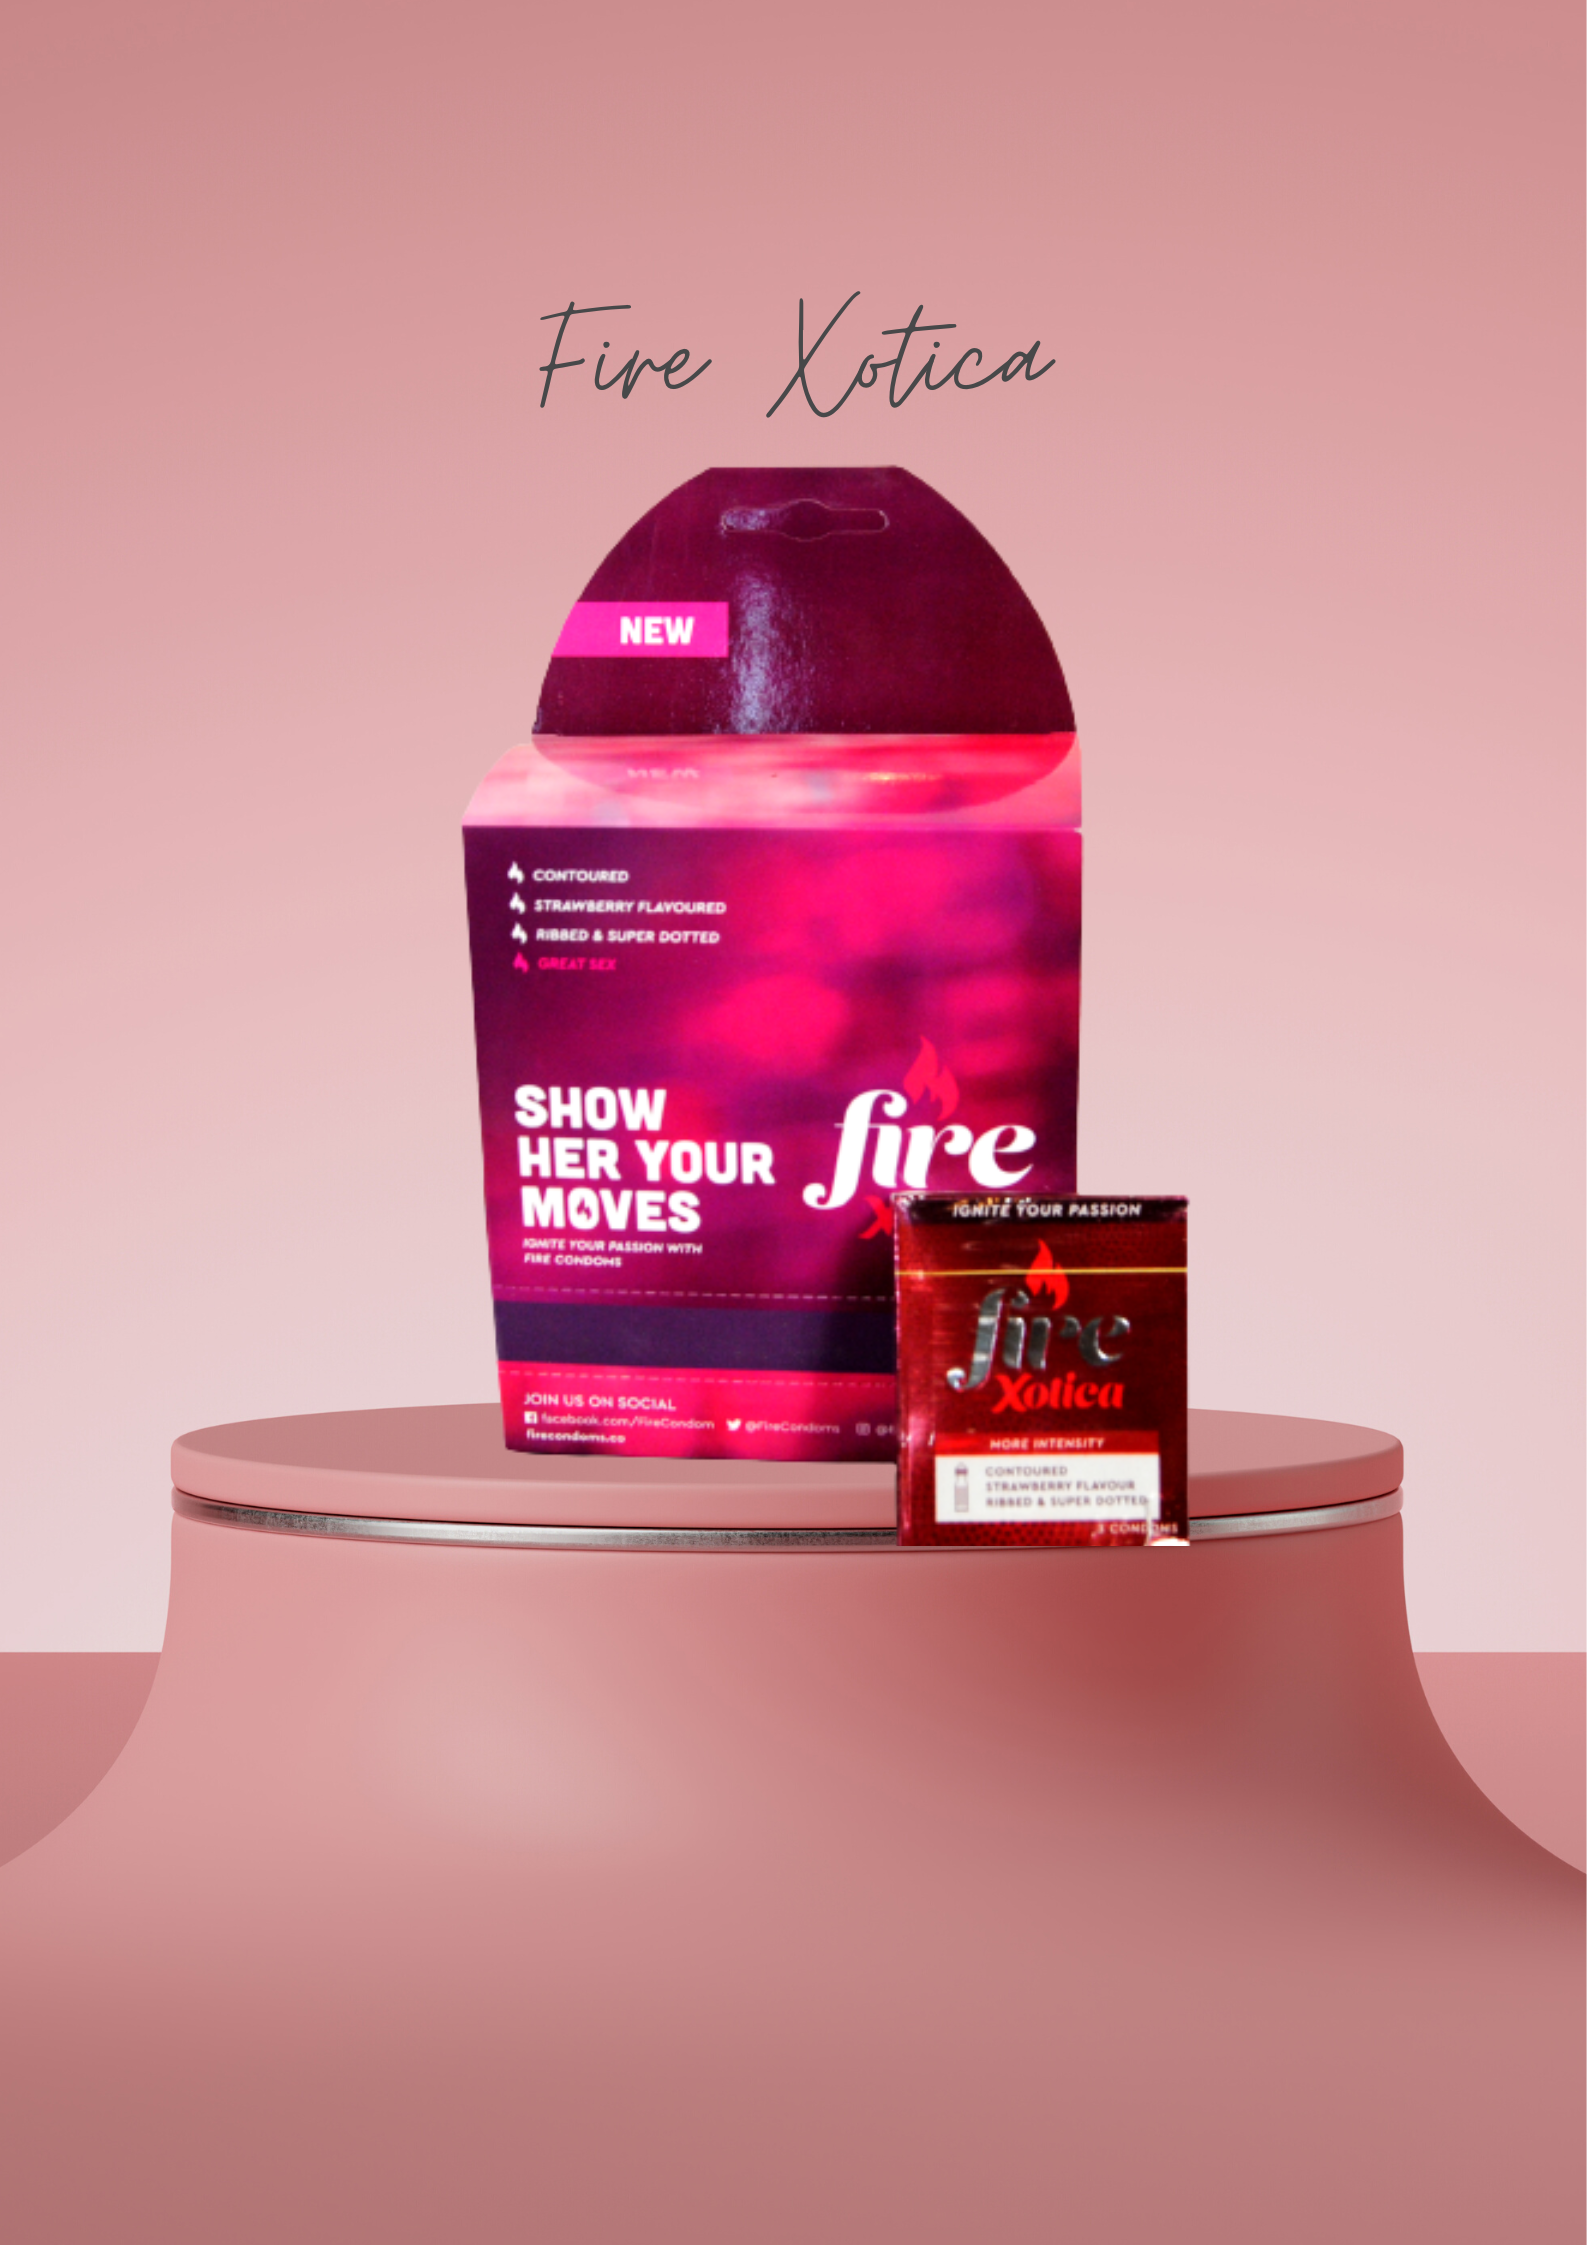 Fire Xotica
NEW
CONTOURED
STRAWBERRY FLAVOURED
RIBBED & SUPER DOTTED
GREAT SEX
SHOW
HER YOUR
MOVES
IGNITE YOUR PASSION WITH
FIRE CONDOMS
fire
X
JOIN US ON SOCIAL
facebook.com/FireCondom @FireCondoms
firecondoms.co
IGNITE YOUR PASSION
fire
Xotica
MORE INTENSITY
CONTOURED
STRAWBERRY FLAVOUR
RIBBED & SUPER DOTTED
3 CONDOMS